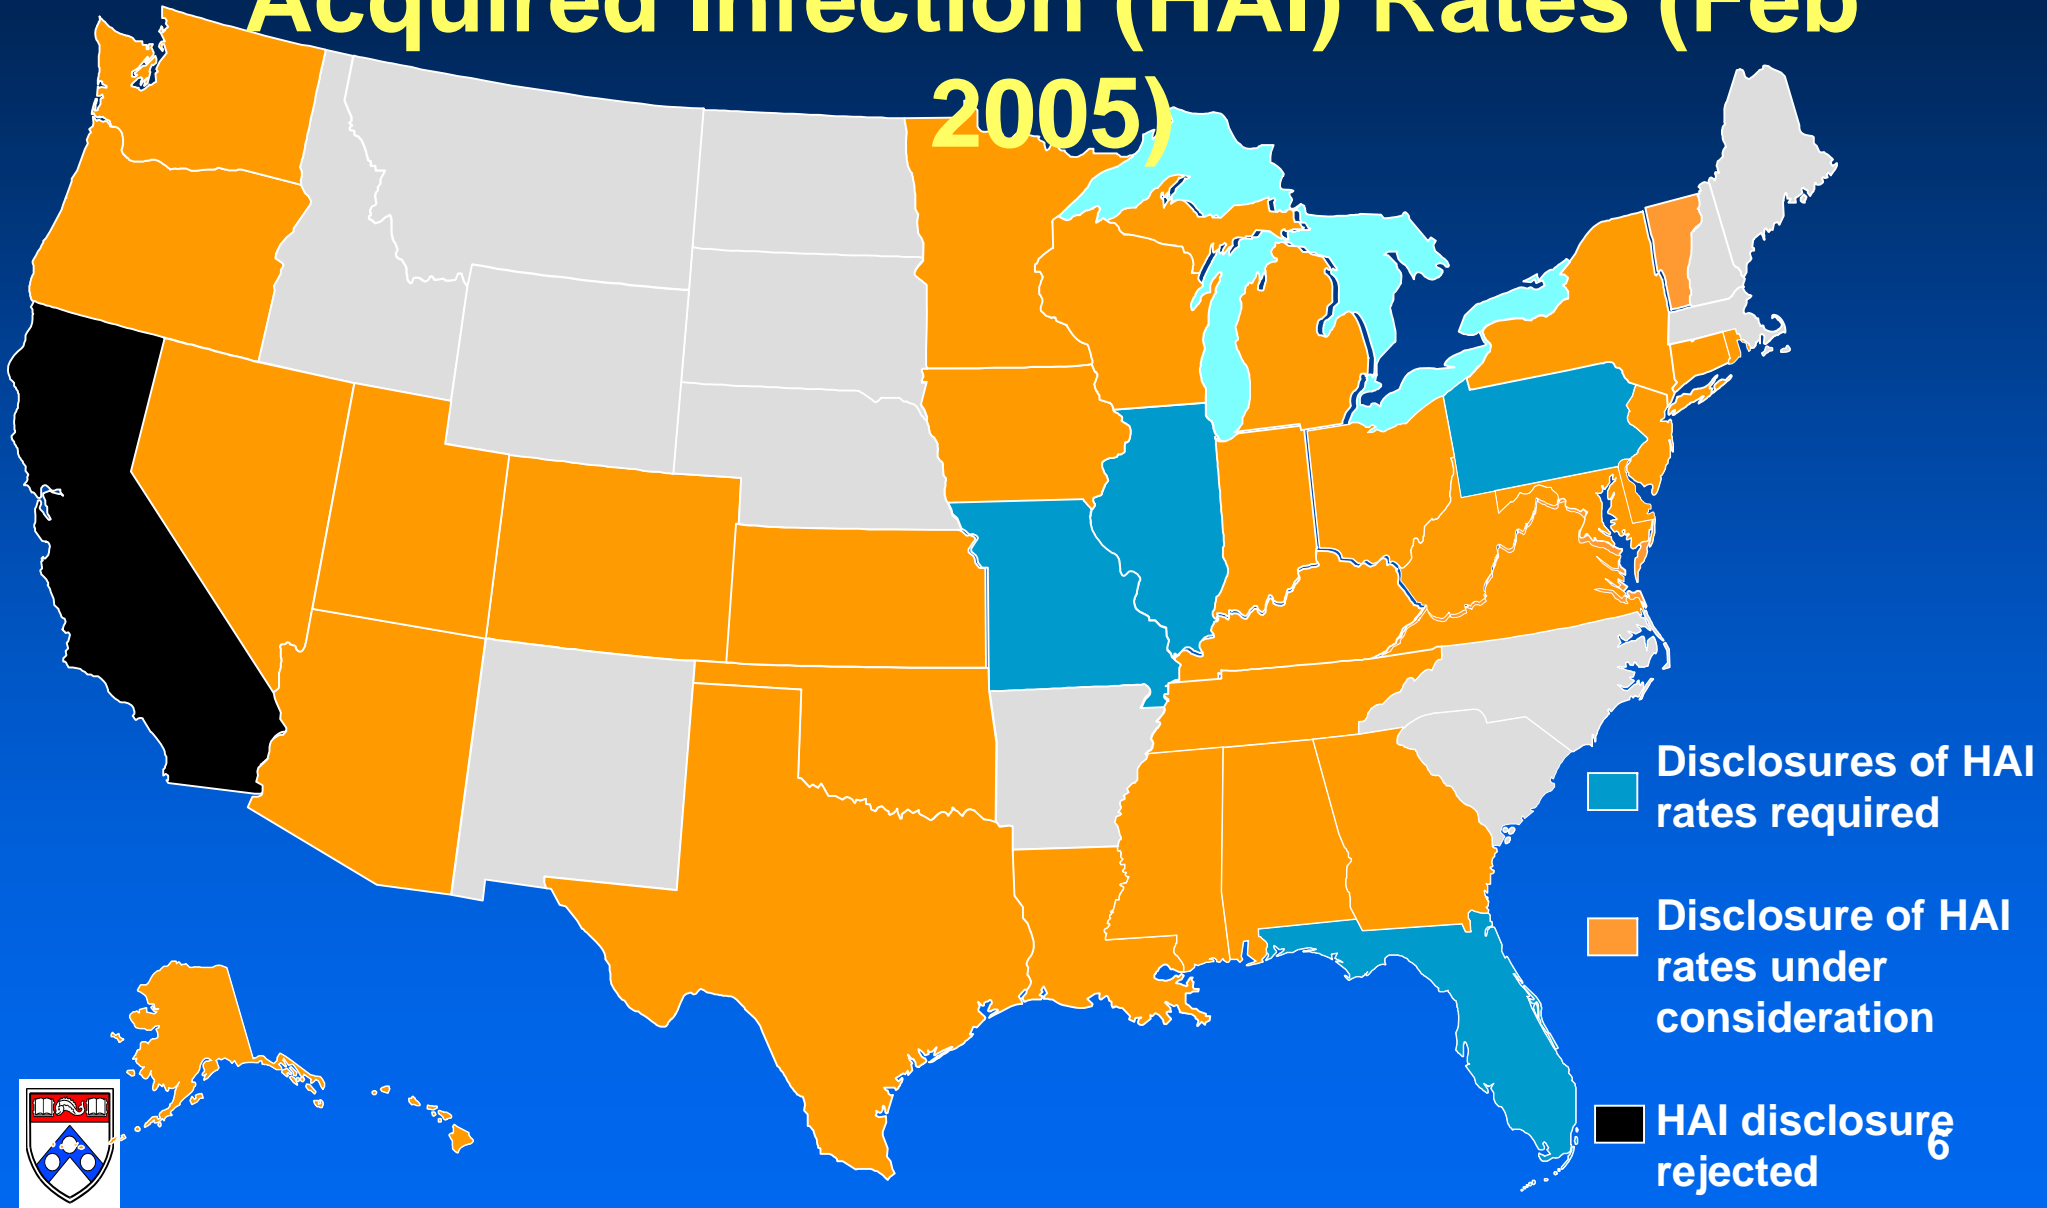 Acquired Infection (HAI) Rates (Feb
2005)
Disclosures of HAI
rates required
Disclosure of HAI
rates under
consideration
HAI disclosure
rejected
6